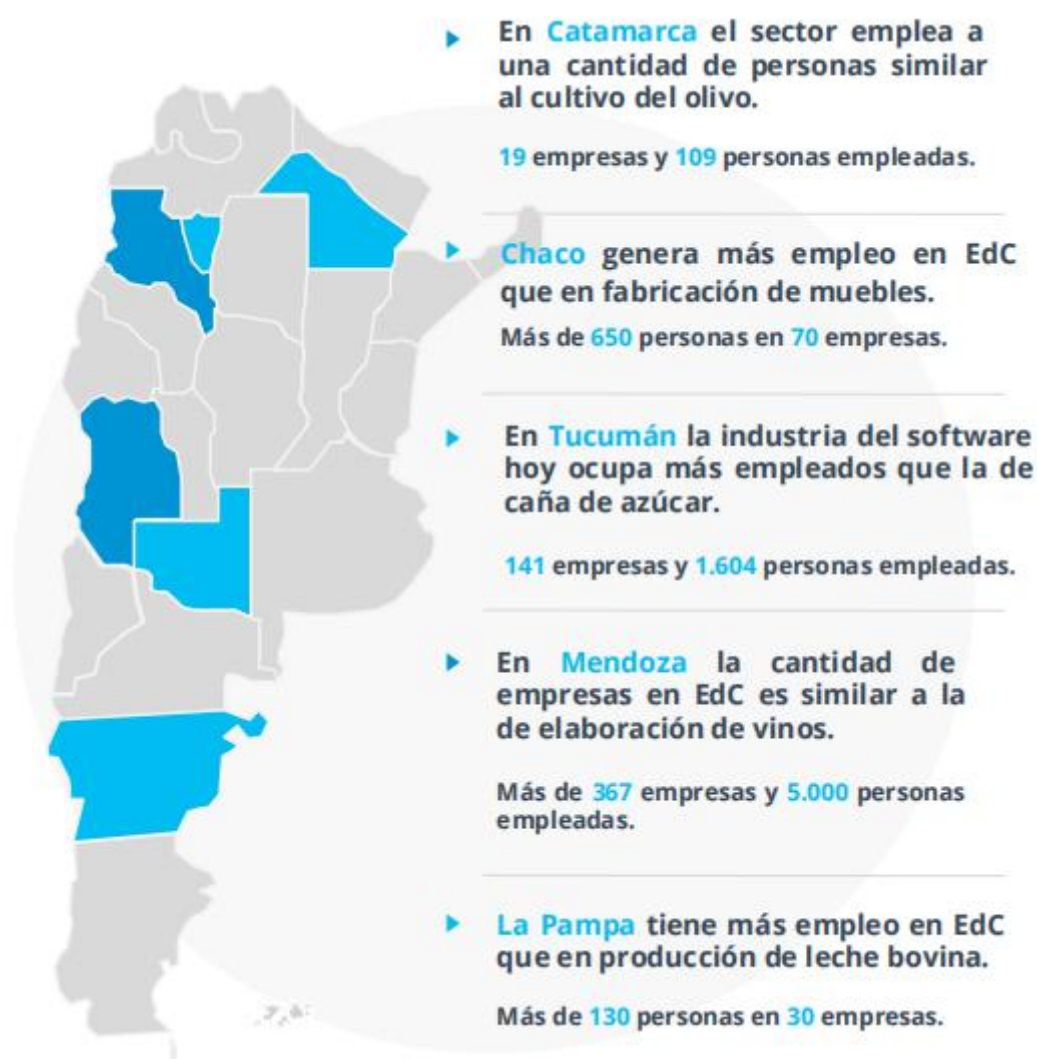 En Catamarca el sector emplea a
una cantidad de personas similar
al cultivo del olivo.
19 empresas y 109 personas empleadas.
Chaco genera más empleo en EdC
que en fabricación de muebles.
Más de 650 personas en 70 empresas.
En Tucumán la industria del software
hoy ocupa más empleados que la de
caña de azúcar.
141 empresas y 1.604 personas empleadas.
En Mendoza la cantidad de
empresas en EdC es similar a la
de elaboración de vinos.
Más de 367 empresas y 5.000 personas
empleadas.
La Pampa tiene más empleo en EdC
que en producción de leche bovina.
Más de 130 personas en 30 empresas.